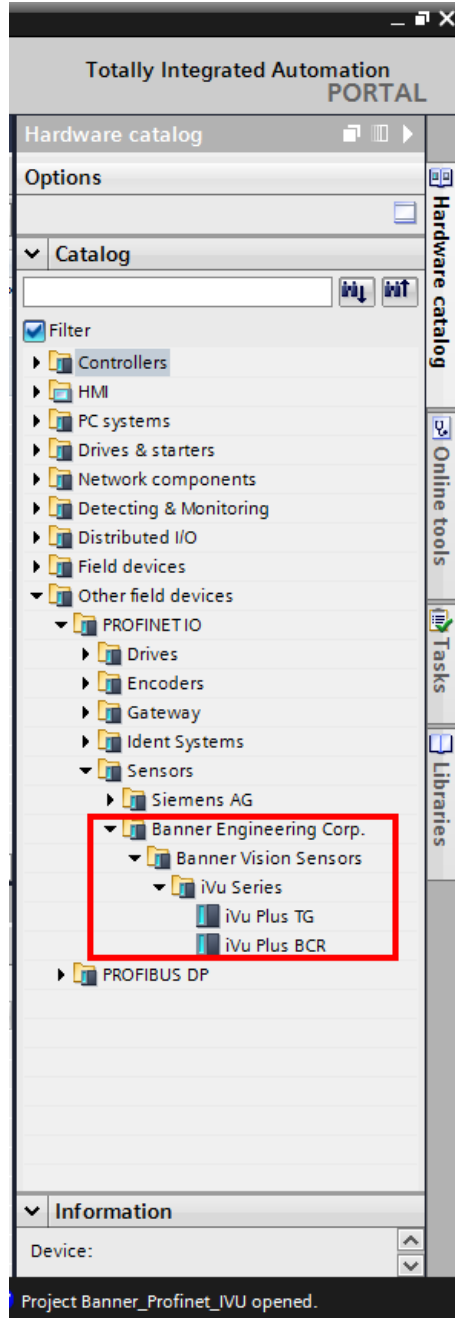 Totally Integrated Automation
PORTAL
Hardware catalog
Options
Catalog
Filter
Controllers
HMI
PC systems
Drives & starters
Network components
Detecting & Monitoring
Distributed I/O
Field devices
Other field devices
PROFINET IO
Drives
Encoders
Gateway
Ident Systems
Sensors
Siemens AG
Banner Engineering Corp.
Banner Vision Sensors
iVu Series
iVu Plus TG
iVu Plus BCR
PROFIBUS DP
Information
Device:
Project Banner_Profinet_IVU opened.
Hardware catalog
Online tools
Tasks
Libraries